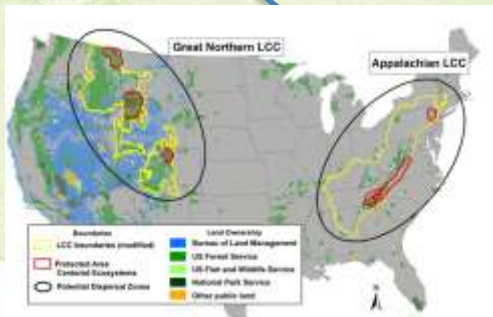 Great Northern LCC
Appalachian LCC
Boundaries
LCC boundaries (modified)
Protected Area
Centered Ecosystems
Potential Dispersal Zones
Land Ownership
Bureau of Land Management
US Forest Service
US Fish and Wildlife Service
National Park Service
Other public land
N